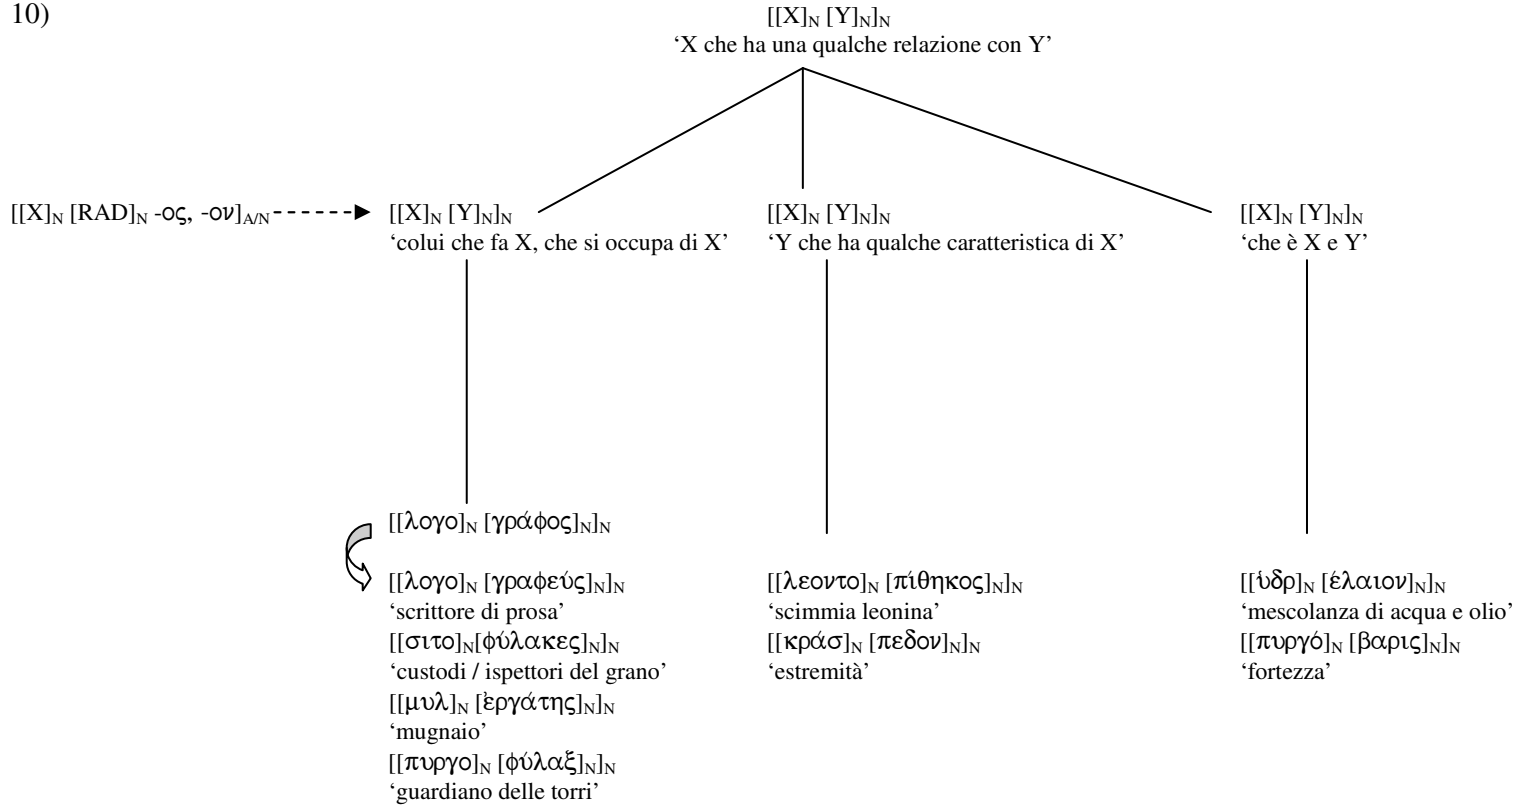 10)
[[X]N [Y]N]N
‘X che ha una qualche relazione con Y’
[[X]N [RAD]N -ος, -ον]A/N
[[X]N [Y]N]N
‘colui che fa X, che si occupa di X’
[[X]N [Y]N]N
‘Y che ha qualche caratteristica di X’
[[X]N [Y]N]N
‘che è X e Y’
[[λογο]N [γράφος]N]N
[[λογο]N [γραφεύς]N]N
‘scrittore di prosa’
[[σιτο]N[φύλακες]N]N
‘custodi / ispettori del grano’
[[μυλ]N [ἐργάτης]N]N
‘mugnaio’
[[πυργο]N [φύλαξ]N]N
‘guardiano delle torri’
[[λεοντο]N [πίθηκος]N]N
‘scimmia leonina’
[[κράσ]N [πεδον]N]N
‘estremità’
[[ὑδρ]N [έλαιον]N]N
‘mescolanza di acqua e olio’
[[πυργό]N [βαρις]N]N
‘fortezza’